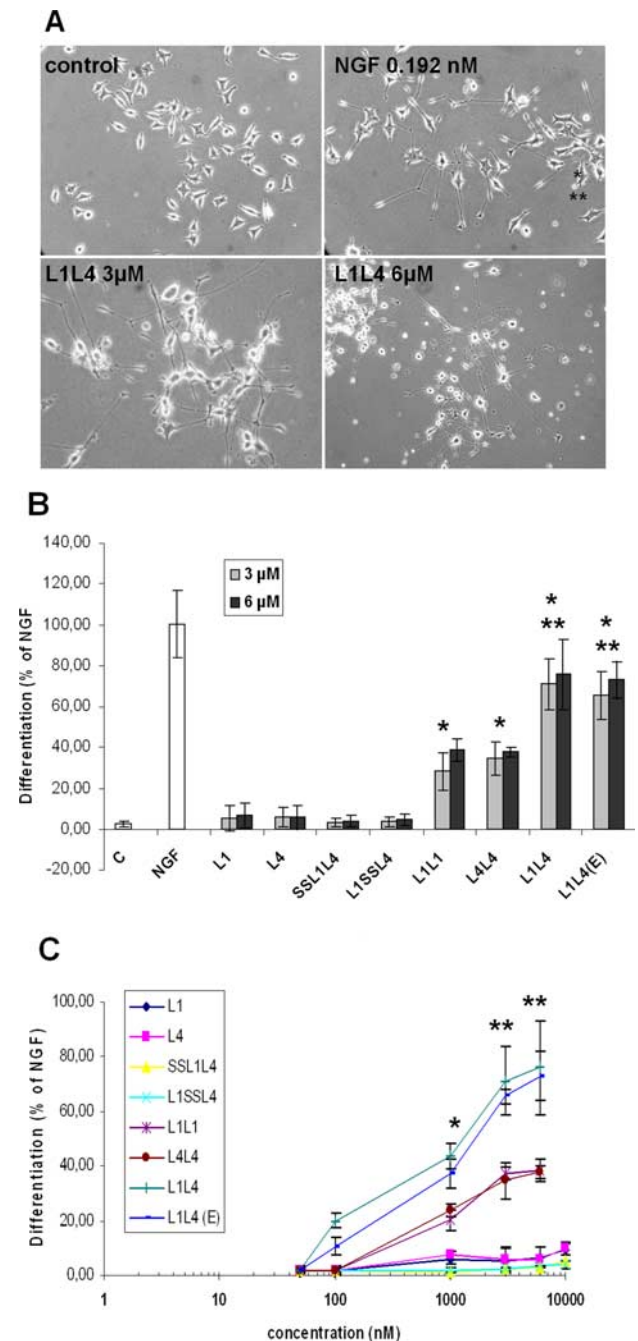 A
control
NGF 0.192 nM
*
**
L1L4 3µM
L1L4 6µM
B
Differentiation (% of NGF)
140,00
120,00
100,00
80,00
60,00
40,00
20,00
0,00
-20,00
3 µM
6 µM
*
*
*
**
*
**
C
NGF
L1
L4
SSL1L4
L1SSL4
L1L1
L4L4
L1L4
L1L4(E)
C
Differentiation (% of NGF)
100,00
80,00
60,00
40,00
20,00
0,00
L1
L4
SSL1L4
L1SSL4
L1L1
L4L4
L1L4
L1L4 (E)
*
**
**
1
10
100
1000
10000
concentration (nM)